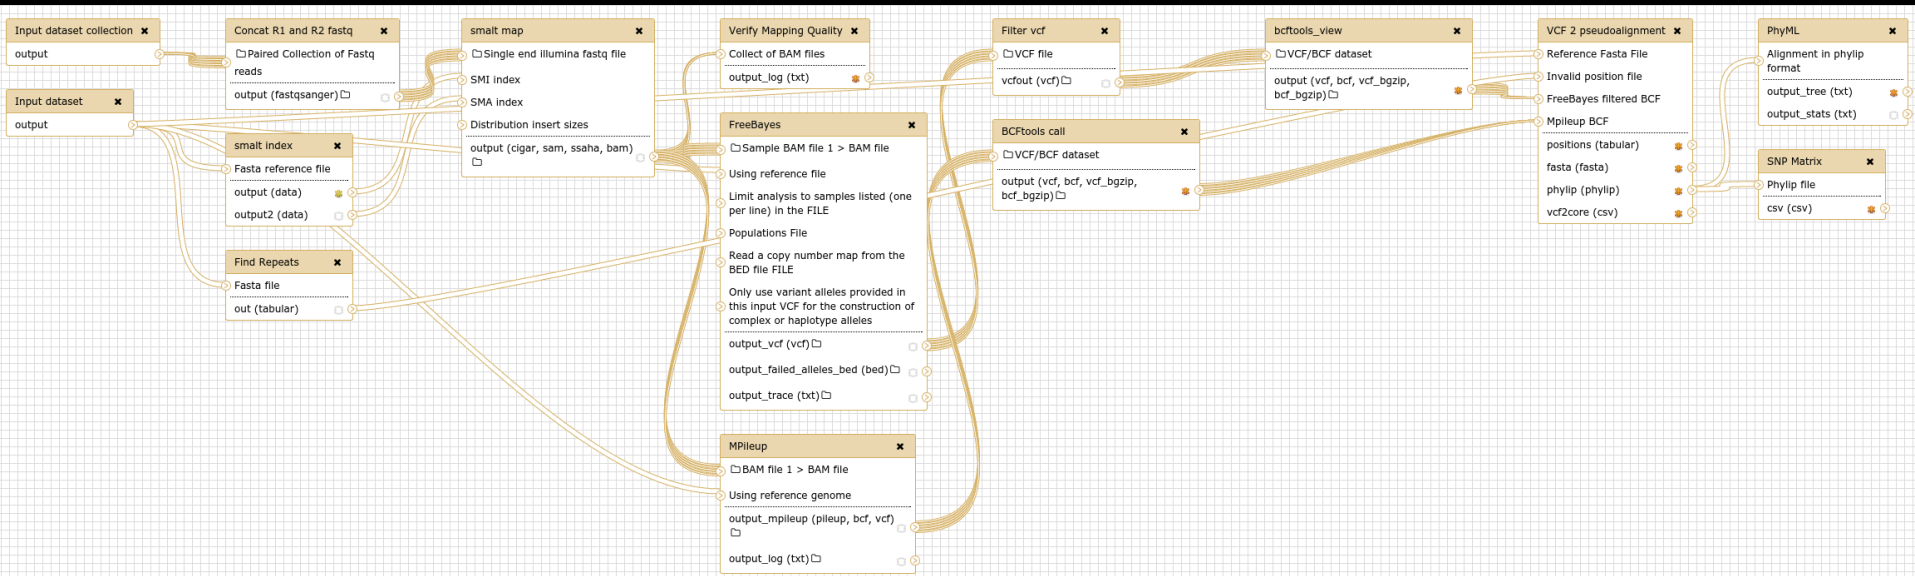 Input dataset collection
output
Input dataset
output
Concat R1 and R2 fastq
Paired Collection of Fastq
reads
output (fastqsanger)
smalt index
Fasta reference file
output (data)
output2 (data)
Find Repeats
Fasta file
out (tabular)
smalt map
Single end illumina fastq file
SMI index
SMA index
Distribution insert sizes
output (cigar, sam, ssaha, bam)
Verify Mapping Quality
Collect of BAM files
output_log (txt)
FreeBayes
Sample BAM file 1 > BAM file
Using reference file
Limit analysis to samples listed (one
per line) in the FILE
Populations File
Read a copy number map from the
BED file FILE
Only use variant alleles provided in
this input VCF for the construction of
complex or haplotype alleles
output_vcf (vcf)
output_failed_alleles_bed (bed)
output_trace (txt)
MPileup
BAM file 1 > BAM file
Using reference genome
output_mpileup (pileup, bcf, vcf)
output_log (txt)
Filter vcf
VCF file
vcfout (vcf)
BCFtools call
VCF/BCF dataset
output (vcf, bcf, vcf_bgzip,
bcf_bgzip)
bcftools_view
VCF/BCF dataset
output (vcf, bcf, vcf_bgzip,
bcf_bgzip)
VCF 2 pseudoalignment
Reference Fasta File
Invalid position file
FreeBayes filtered BCF
Mpileup BCF
positions (tabular)
fasta (fasta)
phylip (phylip)
vcf2core (csv)
PhyML
Alignment in phylip
format
output_tree (txt)
output_stats (txt)
SNP Matrix
Phylip file
csv (csv)